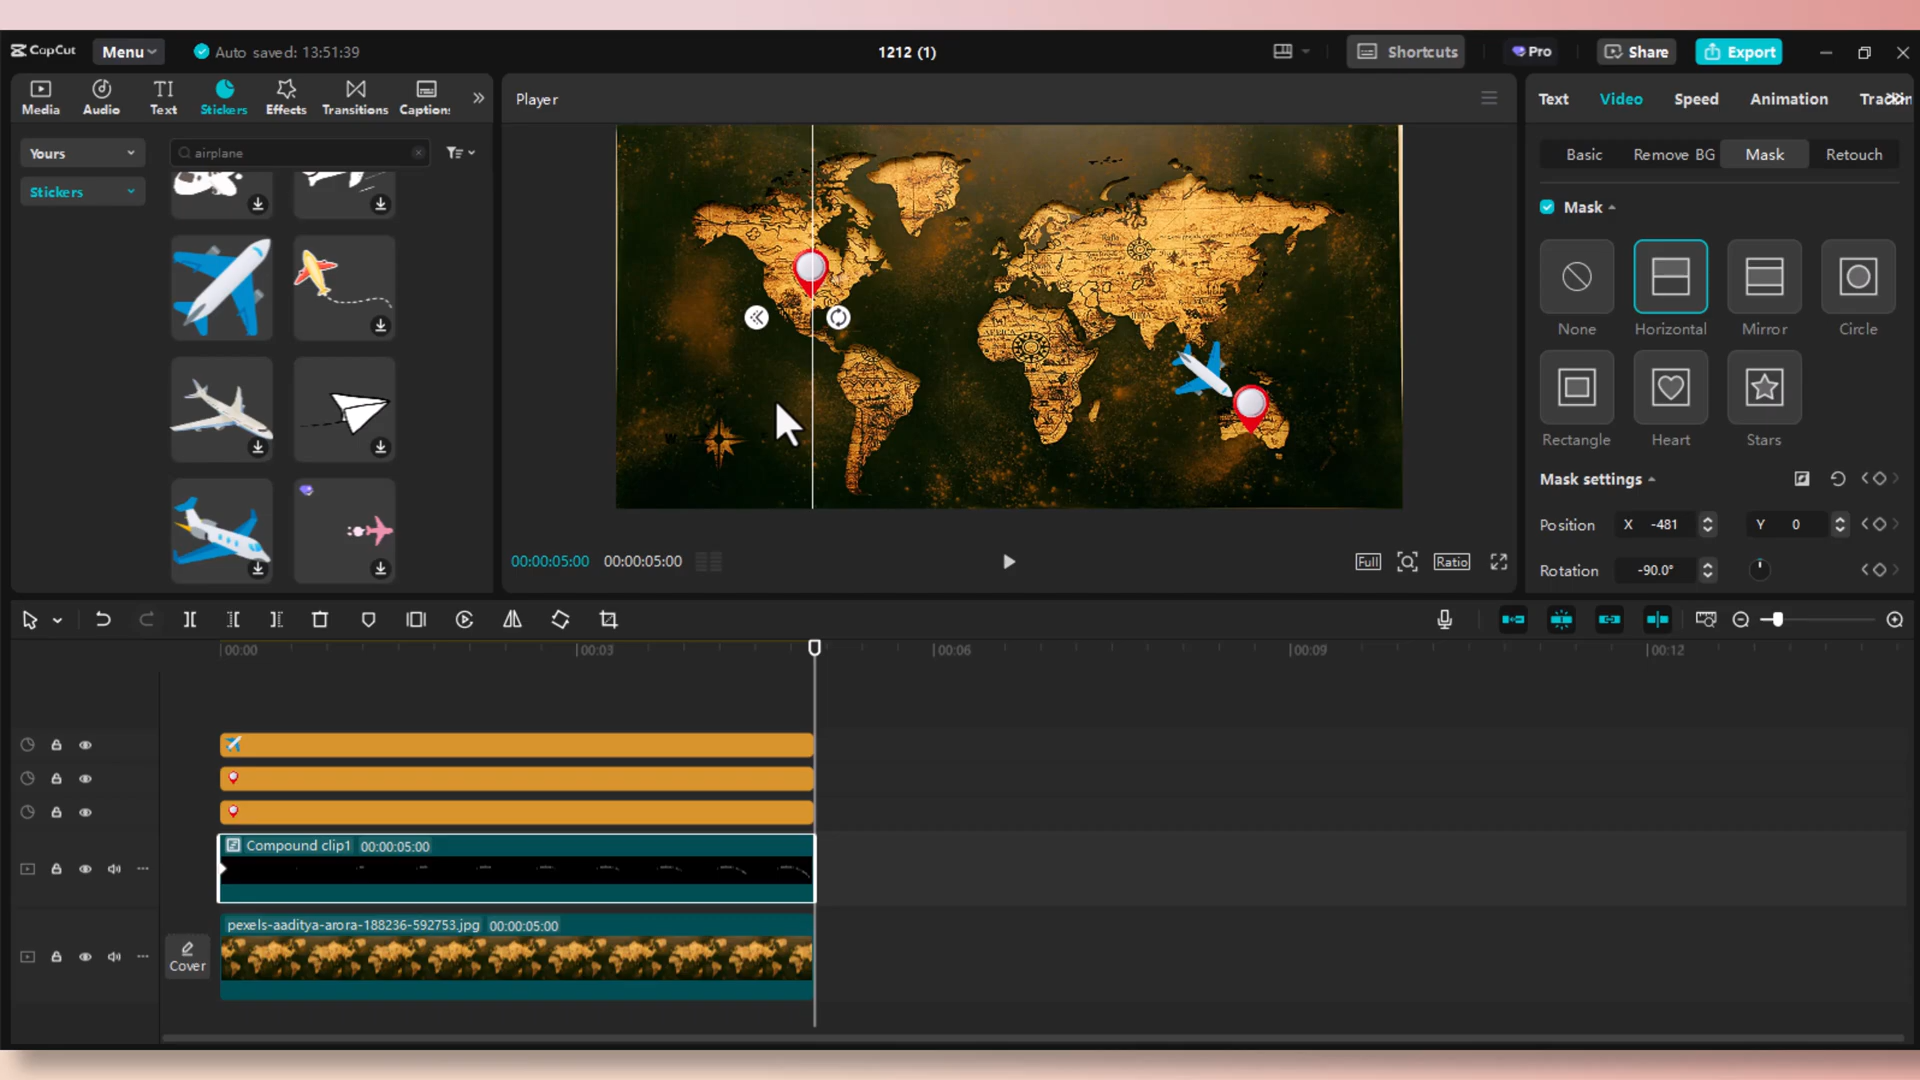 CapCut
Menu
Auto saved: 13:51:39
1212 (1)
Shortcuts
Pro
Share
Export
Media
Audio
TI
Text
Stickers
Effects
Transitions
Caption
Player
Text
Video
Speed
Animation
Yours
airplane
Stickers
Basic
Remove BG
Mask
Retouch
Mask
None
Horizontal
Mirror
Circle
Rectangle
Heart
Stars
Mask settings
Position
X -481
Y 0
Rotation
-90.0°
00:00:05:00
00:00:05:00
Full
Ratio
00:00
00:03
00:06
00:09
00:12
Compound clip1 00:00:05:00
pexels-aaditya-arora-188236-592753.jpg 00:00:05:00
Cover